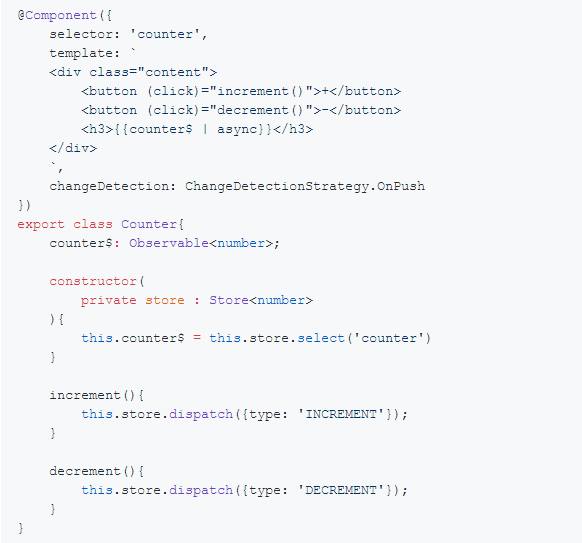 @Component({
    selector: 'counter',
    template: `
    <div class="content">
        <button (click)="increment()">+</button>
        <button (click)="decrement()">-</button>
        <h3>{{counter$ | async}}</h3>
    </div>
    `,
    changeDetection: ChangeDetectionStrategy.OnPush
})
export class Counter{
    counter$: Observable<number>;

    constructor(
        private store : Store<number>
    ){
        this.counter$ = this.store.select('counter')
    }

    increment(){
        this.store.dispatch({type: 'INCREMENT'});
    }

    decrement(){
        this.store.dispatch({type: 'DECREMENT'});
    }
}